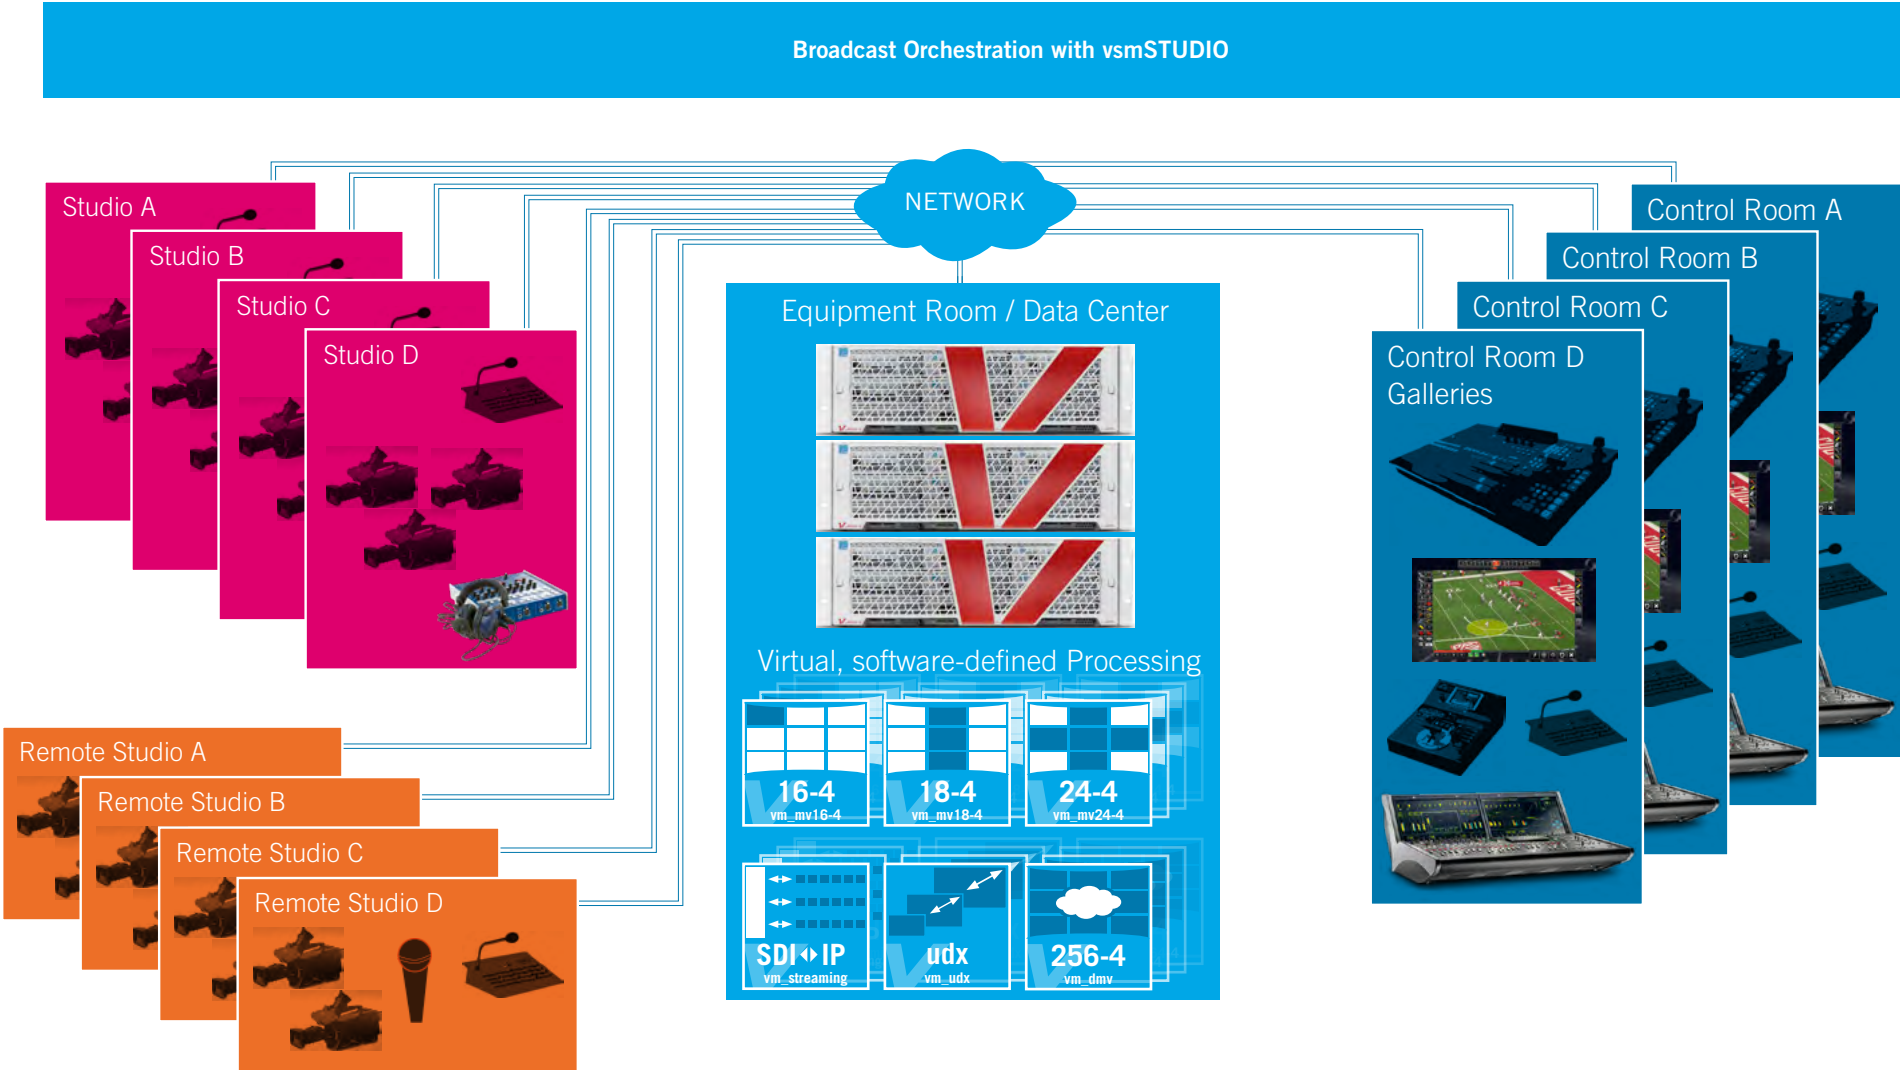 Broadcast Orchestration with vsmSTUDIO
NETWORK
Studio A
Studio B
Studio C
Studio D
Remote Studio A
Remote Studio B
Remote Studio C
Remote Studio D
Equipment Room / Data Center
Virtual, software-defined Processing
16-4
vm_mv16-4
18-4
vm_mv18-4
24-4
vm_mv24-4
SDI IP
vm_streaming
udx
vm_udx
256-4
vm_dmv
Control Room A
Control Room B
Control Room C
Control Room D
Galleries